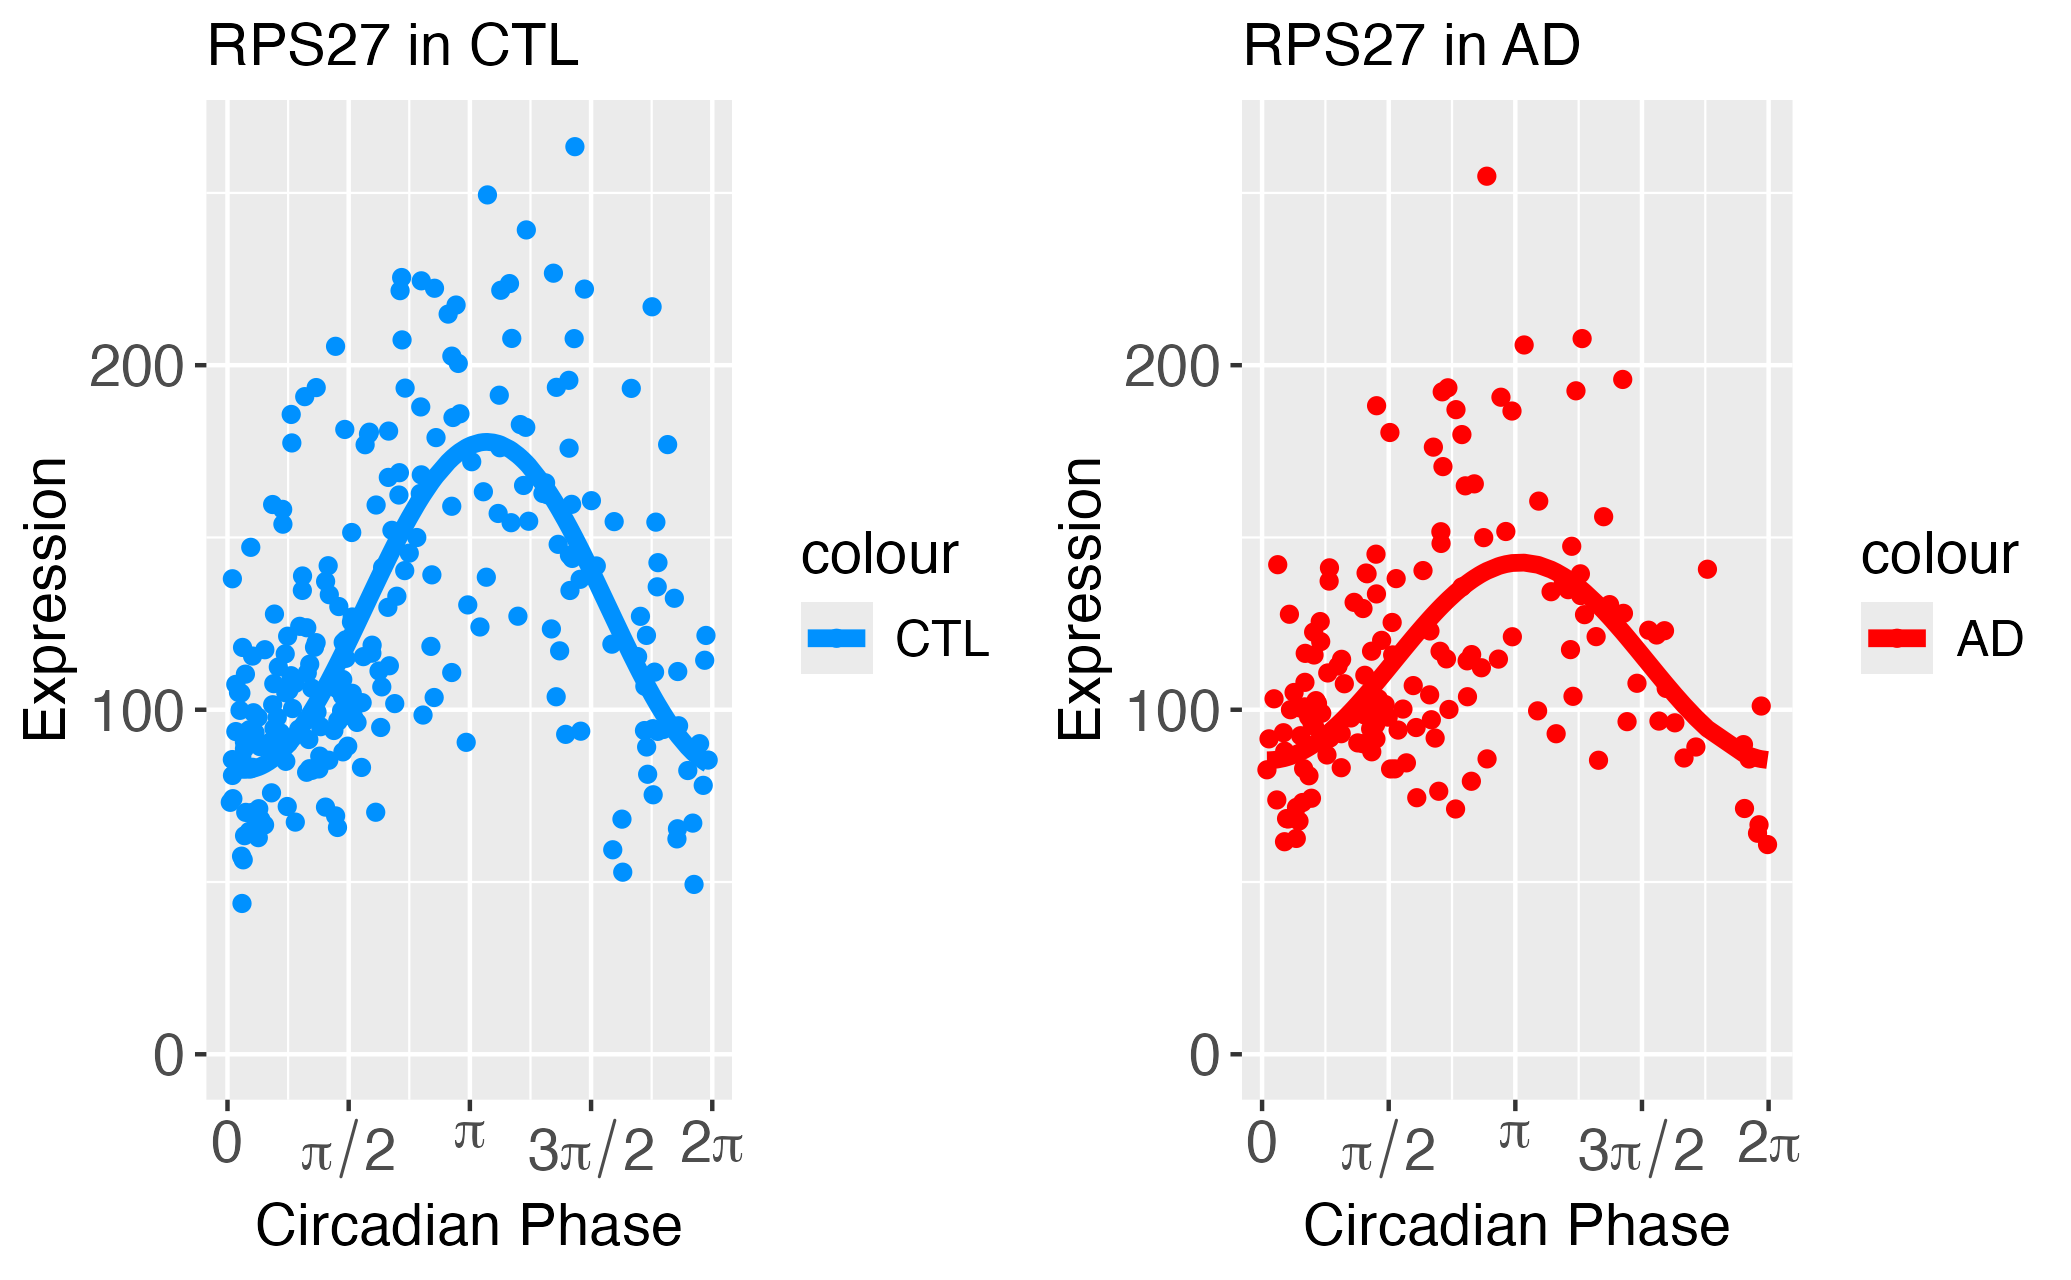 RPS27 in CTL
Expression
200
100
0
0
π/2
π
3π/2
2π
Circadian Phase
colour
CTL
RPS27 in AD
Expression
200
100
0
0
π/2
π
3π/2
2π
Circadian Phase
colour
AD